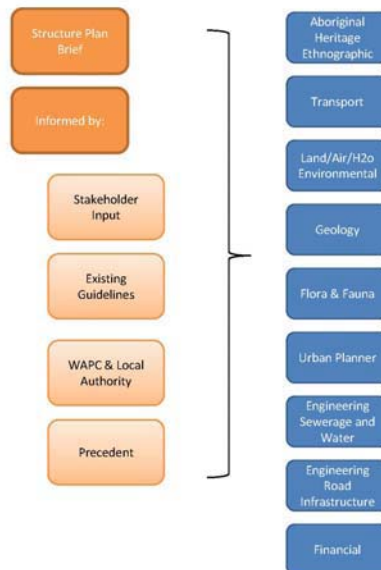 Structure Plan
Brief
Informed by:
Stakeholder
Input
Existing
Guidelines
WAPC & Local
Authority
Precedent
Aboriginal
Heritage
Ethnographic
Transport
Land/Air/H2o
Environmental
Geology
Flora & Fauna
Urban Planner
Engineering
Sewerage and
Water
Engineering
Road
Infrastructure
Financial